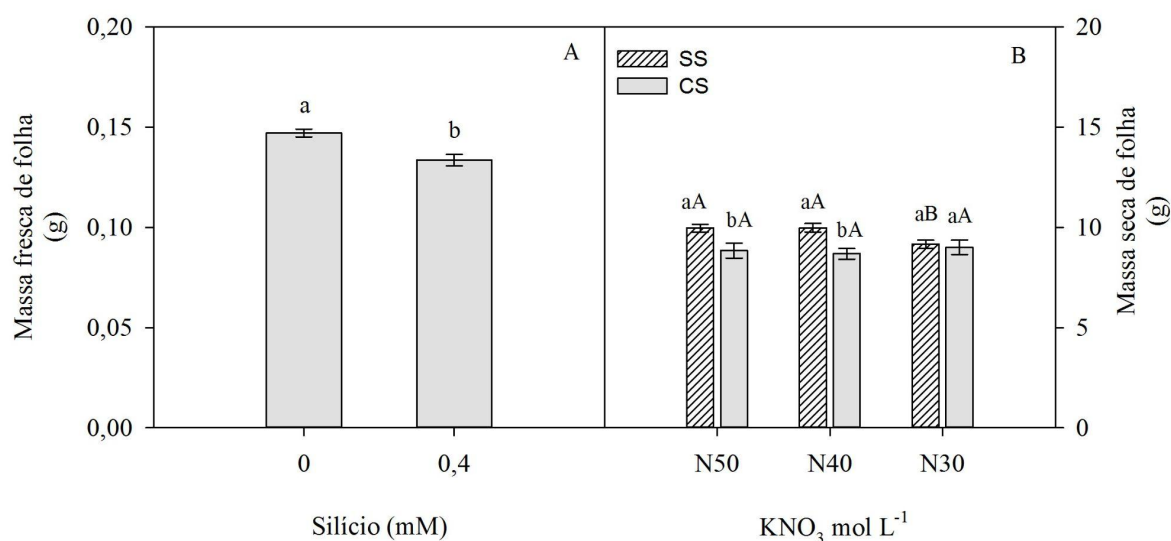 Massa fresca de folha
(g)
0,20
0,15
0,10
0,05
0,00
A
a
b
0
0,4
Silício (mM)
B
SS
CS
aA
bA
aA
bA
aB
aA
N50
N40
N30
KNO₃ mol L⁻¹
20
15
10
5
0
Massa seca de folha
(g)